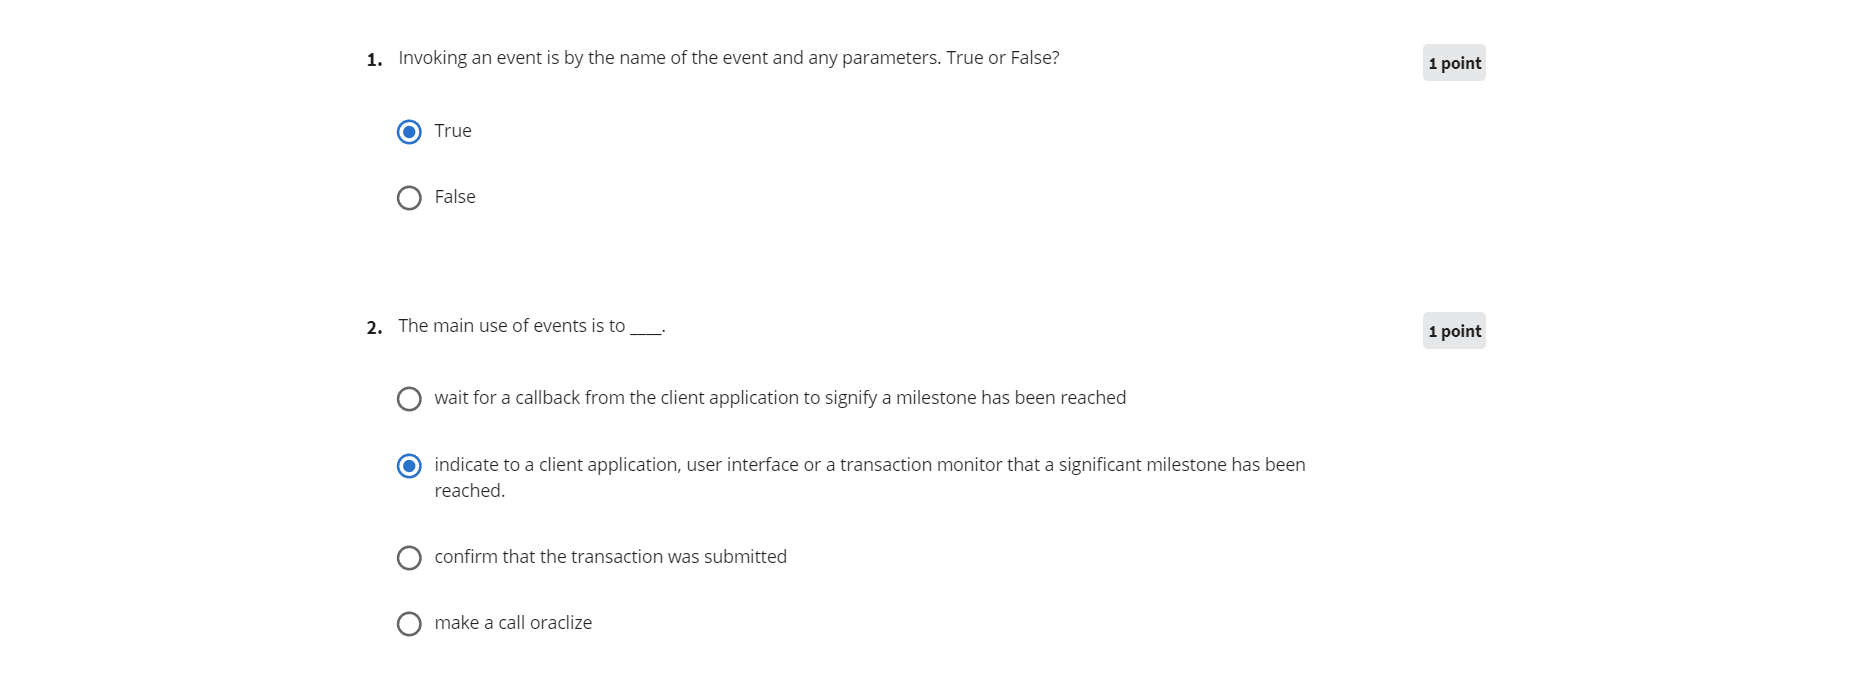 1. Invoking an event is by the name of the event and any parameters. True or False?
1 point
True
False
2. The main use of events is to ____.
1 point
wait for a callback from the client application to signify a milestone has been reached
indicate to a client application, user interface or a transaction monitor that a significant milestone has been
reached.
confirm that the transaction was submitted
make a call oraclize